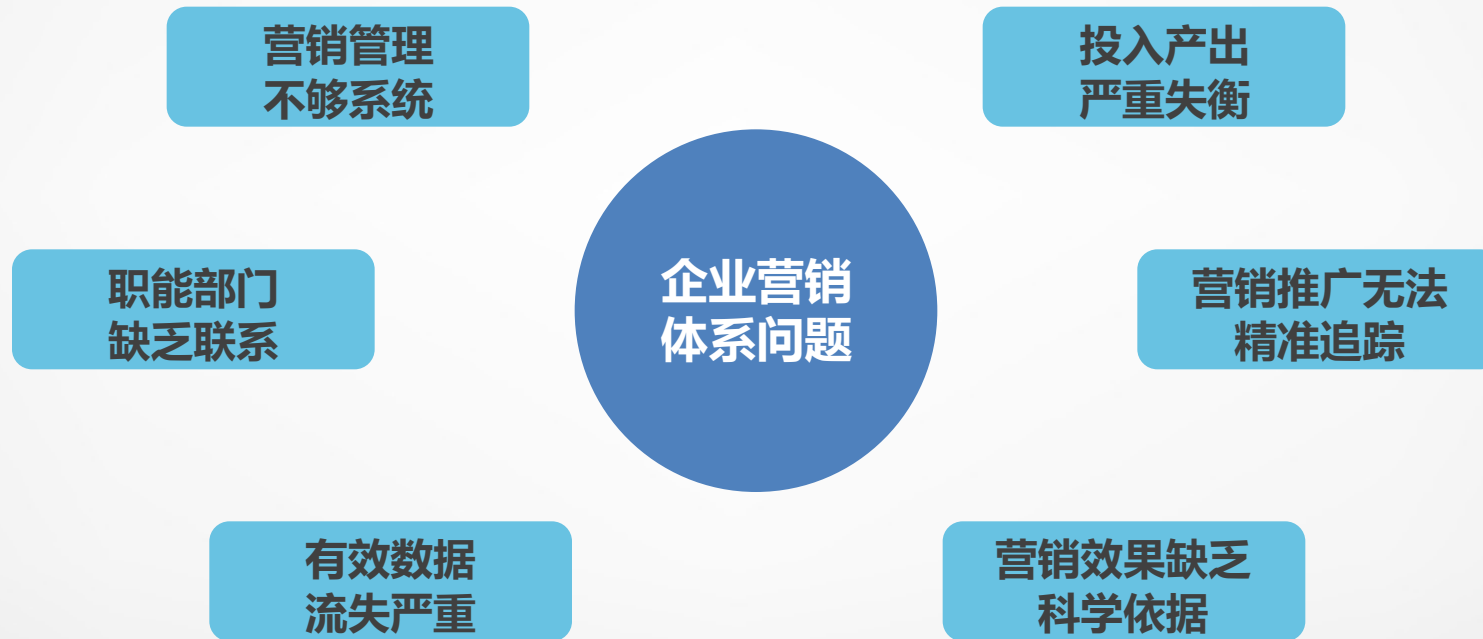 营销管理
不够系统
投入产出
严重失衡
企业营销
体系问题
职能部门
缺乏联系
营销推广无法
精准追踪
有效数据
流失严重
营销效果缺乏
科学依据